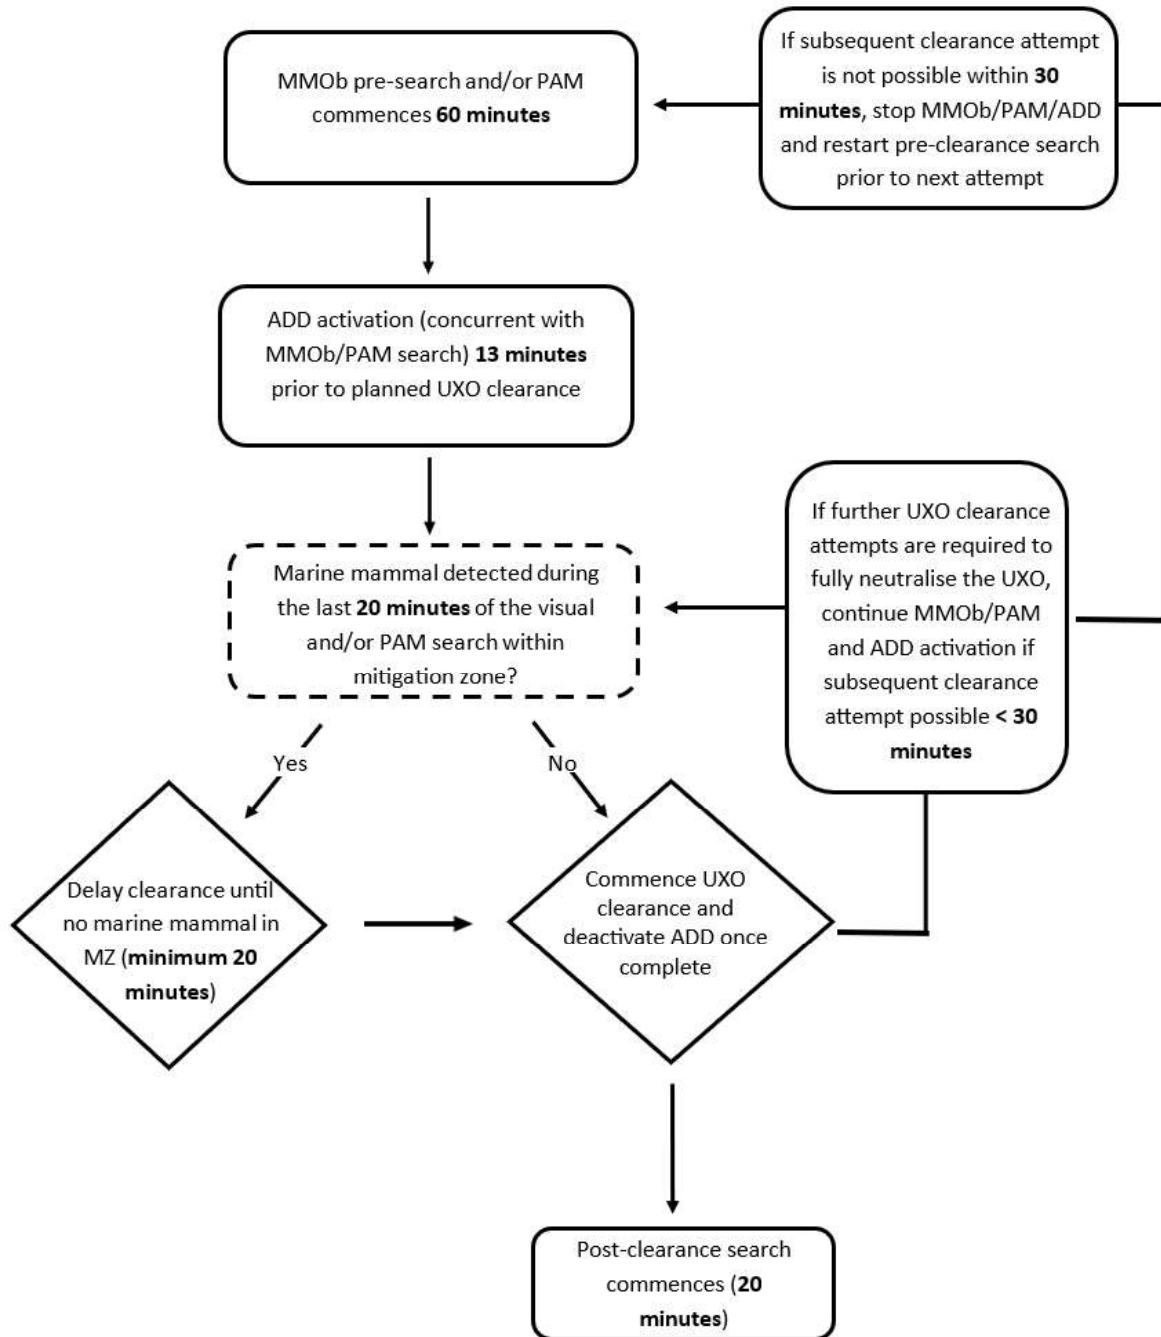 MMOb pre-search and/or PAM
commences 60 minutes
If subsequent clearance attempt
is not possible within 30
minutes, stop MMOb/PAM/ADD
and restart pre-clearance search
prior to next attempt
ADD activation (concurrent with
MMOb/PAM search) 13 minutes
prior to planned UXO clearance
Marine mammal detected during
the last 20 minutes of the visual
and/or PAM search within
mitigation zone?
If further UXO clearance
attempts are required to
fully neutralise the UXO,
continue MMOb/PAM
and ADD activation if
subsequent clearance
attempt possible < 30
minutes
Yes
No
Delay clearance until
no marine mammal in
MZ (minimum 20
minutes)
Commence UXO
clearance and
deactivate ADD once
complete
Post-clearance search
commences (20
minutes)